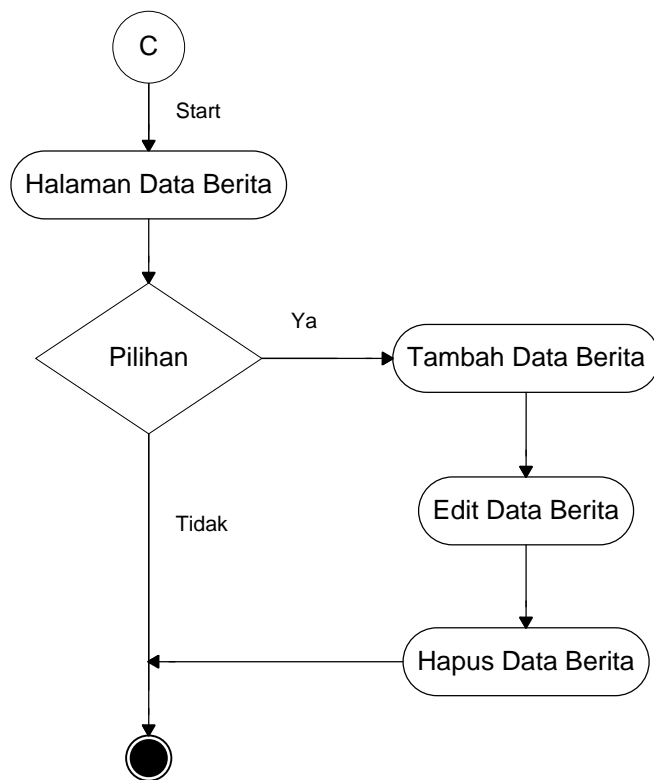 C
Start
Halaman Data Berita
Ya
Pilihan
Tambah Data Berita
Edit Data Berita
Tidak
Hapus Data Berita